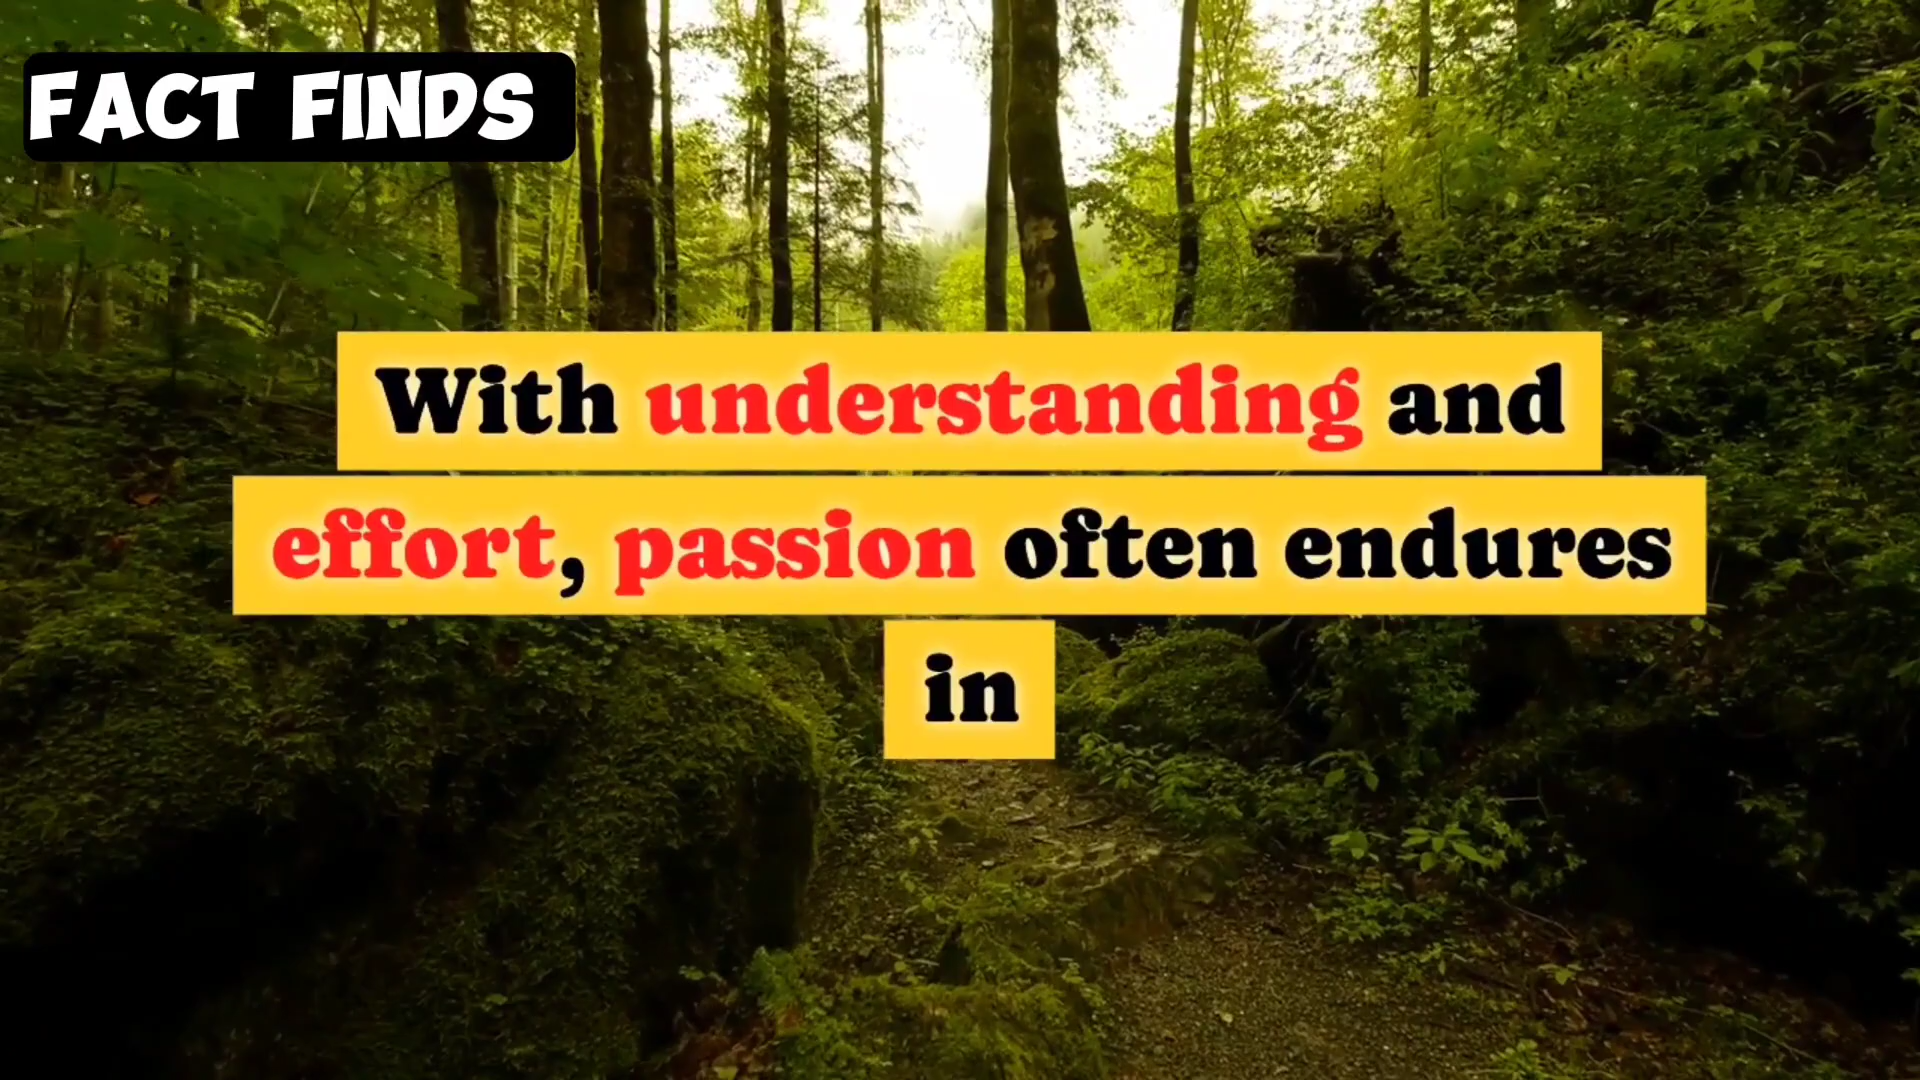 FACT FINDS
With understanding and
effort, passion often endures
in